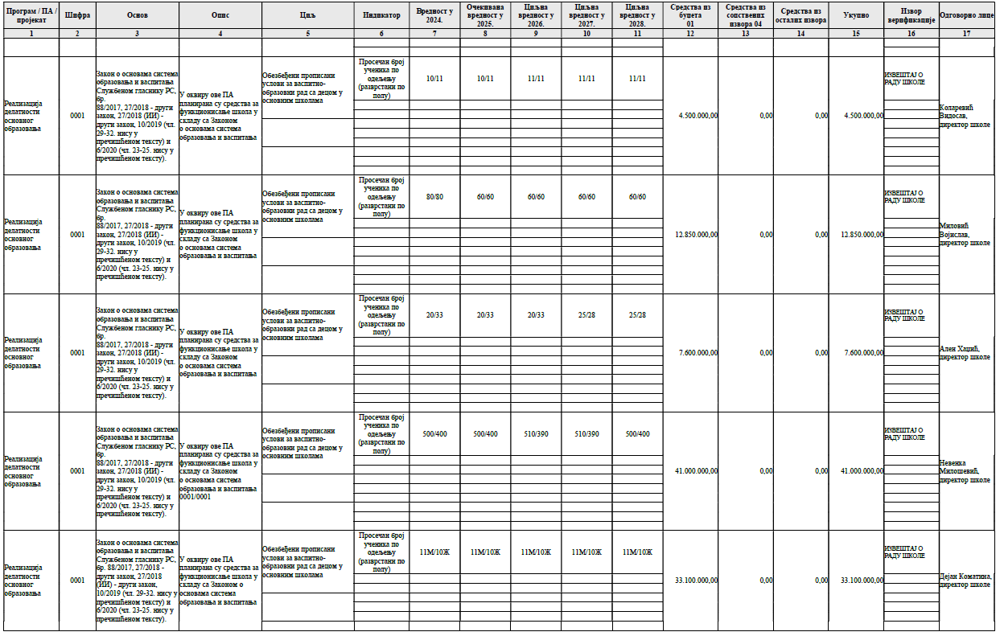 Програм / ПА / пројекат
Шифра
Основ
Опис
Циљ
Индикатор
Вредност у 2024.
Очекивана вредност у 2025.
Циљна вредност у 2026.
Циљна вредност у 2027.
Циљна вредност у 2028.
Средства из буџета 01
Средства из сопствених извора 04
Средства из осталих извора
Укупно
Извор верификације
Одговорно лице
1 2 3 4 5 6 7 8 9 10 11 12 13 14 15 16 17
Реализација
делатности
основног
образовања
0001
Закон о основама система
образовања и васпитања
Службеном гласнику РС,
бр.
88/2017, 27/2018 - други
закон, 27/2018 (ИИ) -
други закон, 10/2019 (чл.
29-32. нису у
пречишћеном тексту) и
6/2020 (чл. 23-25. нису у
пречишћеном тексту).
У оквиру ове ПА
планирана су средства за
функционисање школа у
складу са Законом
о основама система
образовања и васпитања
Обезбеђени прописани
услови за васпитно-
образовни рад са децом у
основним школама
Просечан број
ученика по
одељењу
(разврстани по
полу)
10/11 10/11 11/11 11/11 11/11
4.500.000,00 0,00 0,00 4.500.000,00
ИЗВЕШТАЈ О
РАДУ ШКОЛЕ
Коларевић
Видосав,
директор школе
Реализација
делатности
основног
образовања
0001
Закон о основама система
образовања и васпитања
Службеном гласнику РС,
бр.
88/2017, 27/2018 - други
закон, 27/2018 (ИИ) -
други закон, 10/2019 (чл.
29-32. нису у
пречишћеном тексту) и
6/2020 (чл. 23-25. нису у
пречишћеном тексту).
У оквиру ове ПА
планирана су средства за
функционисање школа у
складу са Законом
о основама система
образовања и васпитања
Обезбеђени прописани
услови за васпитно-
образовни рад са децом у
основним школама
Просечан број
ученика по
одељењу
(разврстани по
полу)
80/80 60/60 60/60 60/60 60/60
12.850.000,00 0,00 0,00 12.850.000,00
ИЗВЕШТАЈ О
РАДУ ШКОЛЕ
Миловић
Војислав,
директор школе
Реализација
делатности
основног
образовања
0001
Закон о основама система
образовања и васпитања
Службеном гласнику РС,
бр.
88/2017, 27/2018 - други
закон, 27/2018 (ИИ) -
други закон, 10/2019 (чл.
29-32. нису у
пречишћеном тексту) и
6/2020 (чл. 23-25. нису у
пречишћеном тексту).
У оквиру ове ПА
планирана су средства за
функционисање школа у
складу са Законом
о основама система
образовања и васпитања
Обезбеђени прописани
услови за васпитно-
образовни рад са децом у
основним школама
Просечан број
ученика по
одељењу
(разврстани по
полу)
20/33 20/33 20/33 25/28 25/28
7.600.000,00 0,00 0,00 7.600.000,00
ИЗВЕШТАЈ О
РАДУ ШКОЛЕ
Ален Хаџић,
директор школе
Реализација
делатности
основног
образовања
0001
Закон о основама система
образовања и васпитања
Службеном гласнику РС,
бр.
88/2017, 27/2018 - други
закон, 27/2018 (ИИ) -
други закон, 10/2019 (чл.
29-32. нису у
пречишћеном тексту) и
6/2020 (чл. 23-25. нису у
пречишћеном тексту).
У оквиру ове ПА
планирана су средства за
функционисање школа у
складу са Законом
о основама система
образовања и васпитања
0001/0001
Обезбеђени прописани
услови за васпитно-
образовни рад са децом у
основним школама
Просечан број
ученика по
одељењу
(разврстани по
полу)
500/400 500/400 510/390 510/390 500/400
41.000.000,00 0,00 0,00 41.000.000,00
ИЗВЕШТАЈ О
РАДУ ШКОЛЕ
Невенка
Милошевић,
директор школе
Реализација
делатности
основног
образовања
0001
Закон о основама система
образовања и васпитања
Службеном гласнику РС,
бр. 88/2017, 27/2018 -
други закон, 27/2018
(ИИ) - други закон,
10/2019 (чл. 29-32. нису у
пречишћеном тексту) и
6/2020 (чл. 23-25. нису у
пречишћеном тексту).
У оквиру ове ПА
планирана су средства за
функционисање школа у
складу са Законом о
основама система
образовања и васпитања
Обезбеђени прописани
услови за васпитно-
образовни рад са децом у
основним школама
Просечан број
ученика по
одељењу
(разврстани по
полу)
11М/10Ж 11М/10Ж 11М/10Ж 11М/10Ж 11М/10Ж
33.100.000,00 0,00 0,00 33.100.000,00
ИЗВЕШТАЈ О
РАДУ ШКОЛЕ
Дејан Коматина,
директор школе